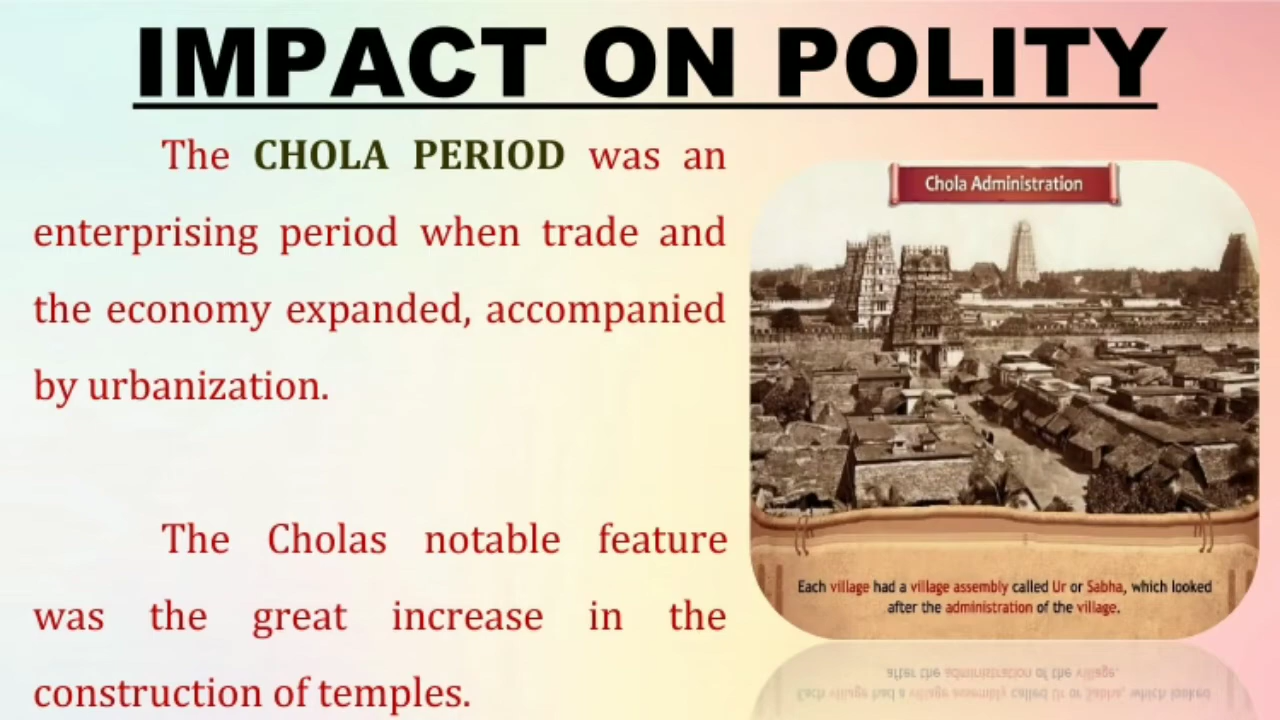 IMPACT ON POLITY
The CHOLA PERIOD was an
enterprising period when trade and
the economy expanded, accompanied
by urbanization.
The Cholas notable feature
was the great increase in the
construction of temples.
Chola Administration
Each village had a village assembly called Ur or Sabha, which looked
after the administration of the village.